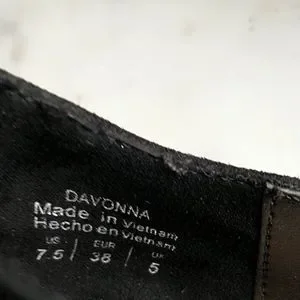 DAVONNA
Made in Vietnam
Hecho en vietnam
US / EUR / UK
7.5 / 38 / 5